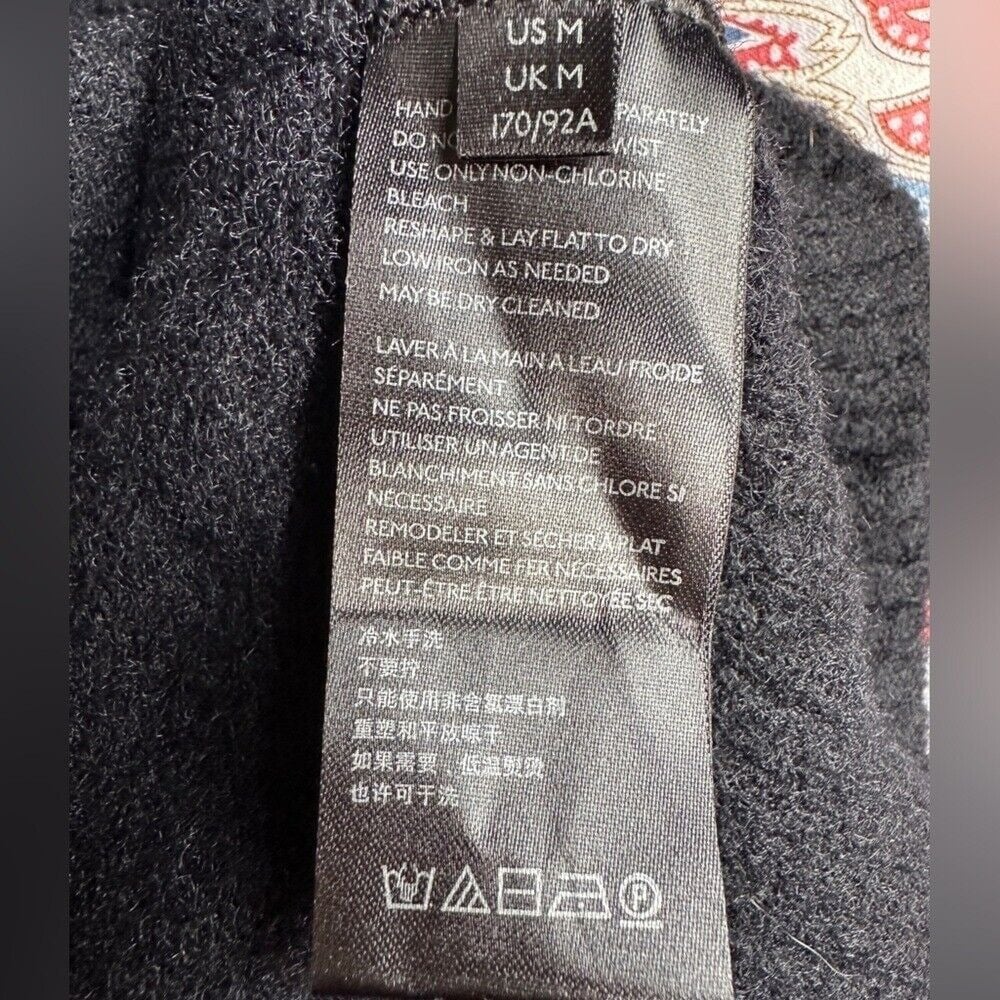 US M
UK M
170/92A
HAND PARATELY
DO NO WIST
USE ONLY NON-CHLORINE
BLEACH
RESHAPE & LAY FLAT TO DRY
LOW IRON AS NEEDED
MAY BE DRY CLEANED
LAVER À LA MAIN A LEAU FROIDE
SÉPARÉMENT
NE PAS FROISSER NI TORDRE
UTILISER UN AGENT DE
BLANCHIMENT SANS CHLORE SI
NÉCESSAIRE
REMODELER ET SÉCHER À PLAT
FAIBLE COMME FER NÉCESSAIRES
PEUT-ÊTRE ÊTRE NETTOYÉE SEC
冷水手洗
不要拧
只能使用非含氯漂白剂
重塑和平放晾干
如果需要，低温熨烫
也许可干洗
P